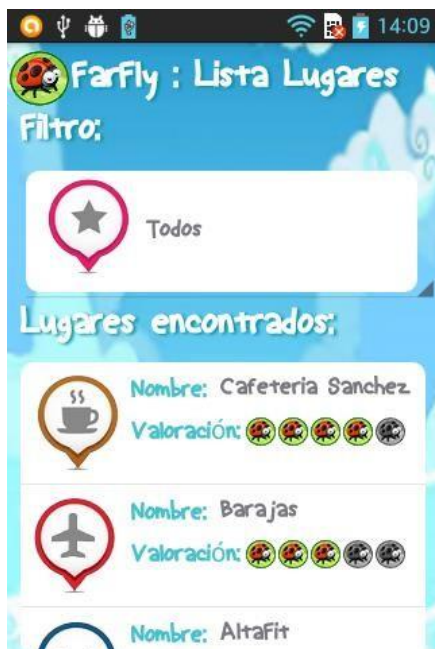 14:09
FarFly : Lista Lugares
Filtro:
Todos
Lugares encontrados:
Nombre: Cafeteria Sanchez
Valoración:
Nombre: Barajas
Valoración:
Nombre: AltaFit